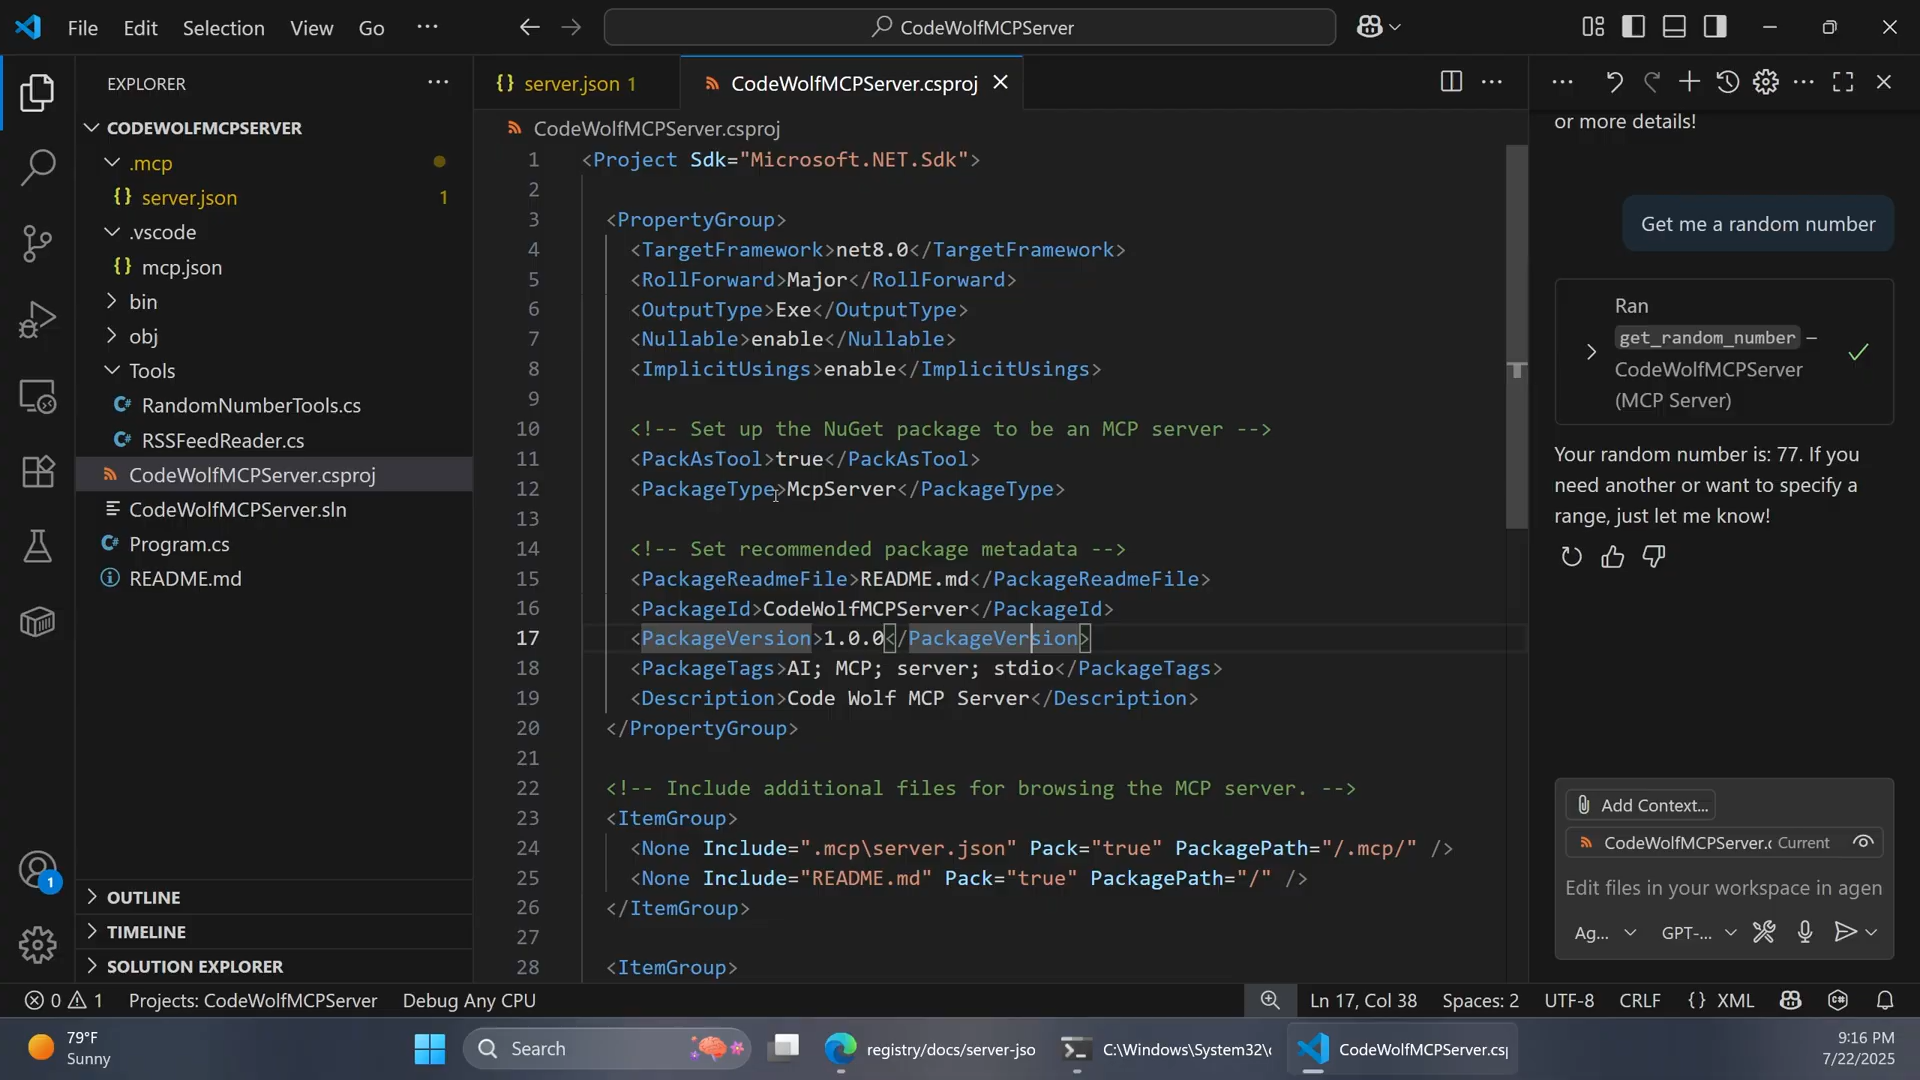 File Edit Selection View Go ···
CodeWolfMCPServer
EXPLORER
CODEWOLFMCPSERVER
.mcp
{} server.json 1
.vscode
{} mcp.json
bin
obj
Tools
RandomNumberTools.cs
RSSFeedReader.cs
CodeWolfMCPServer.csproj
CodeWolfMCPServer.sln
Program.cs
README.md
OUTLINE
TIMELINE
SOLUTION EXPLORER
{} server.json 1
CodeWolfMCPServer.csproj
CodeWolfMCPServer.csproj
1 <Project Sdk="Microsoft.NET.Sdk">
2
3 <PropertyGroup>
4 <TargetFramework>net8.0</TargetFramework>
5 <RollForward>Major</RollForward>
6 <OutputType>Exe</OutputType>
7 <Nullable>enable</Nullable>
8 <ImplicitUsings>enable</ImplicitUsings>
9
10 <!-- Set up the NuGet package to be an MCP server -->
11 <PackAsTool>true</PackAsTool>
12 <PackageType>McpServer</PackageType>
13
14 <!-- Set recommended package metadata -->
15 <PackageReadmeFile>README.md</PackageReadmeFile>
16 <PackageId>CodeWolfMCPServer</PackageId>
17 <PackageVersion>1.0.0</PackageVersion>
18 <PackageTags>AI; MCP; server; stdio</PackageTags>
19 <Description>Code Wolf MCP Server</Description>
20 </PropertyGroup>
21
22 <!-- Include additional files for browsing the MCP server. -->
23 <ItemGroup>
24 <None Include=".mcp\server.json" Pack="true" PackagePath="/.mcp/" />
25 <None Include="README.md" Pack="true" PackagePath="/" />
26 </ItemGroup>
27
28 <ItemGroup>
or more details!
Get me a random number
Ran
get_random_number –
CodeWolfMCPServer
(MCP Server)
Your random number is: 77. If you
need another or want to specify a
range, just let me know!
Add Context...
CodeWolfMCPServer.c Current
Edit files in your workspace in agen
Ag... GPT-...
1
0 1 Projects: CodeWolfMCPServer Debug Any CPU
Ln 17, Col 38 Spaces: 2 UTF-8 CRLF {} XML
79°F
Sunny
Search
registry/docs/server-jso
C:\Windows\System32\c
CodeWolfMCPServer.csp
9:16 PM
7/22/2025